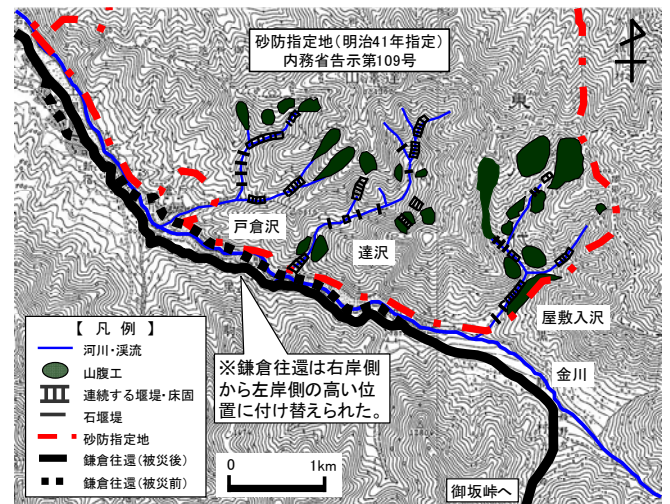 砂防指定地（明治41年指定）
内務省告示第109号
戸倉沢
達沢
屋敷入沢
金川
※鎌倉往還は右岸側
から左岸側の高い位
置に付け替えられた。
【 凡 例 】
河川・渓流
山腹工
連続する堰堤・床固
石堰堤
砂防指定地
鎌倉往還（被災後）
鎌倉往還（被災前）
0 1km
御坂峠へ